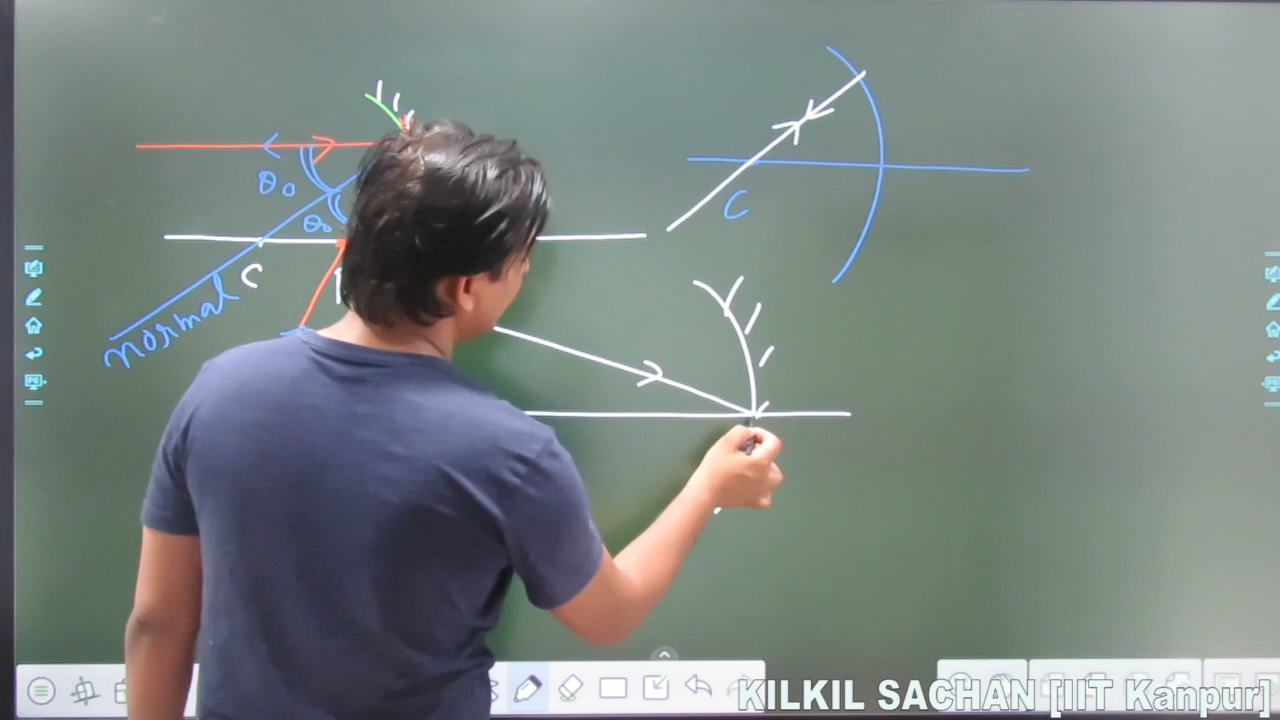 θ₀
θ₀
C
normal
C
KILKIL SACHAN [IIT Kanpur]